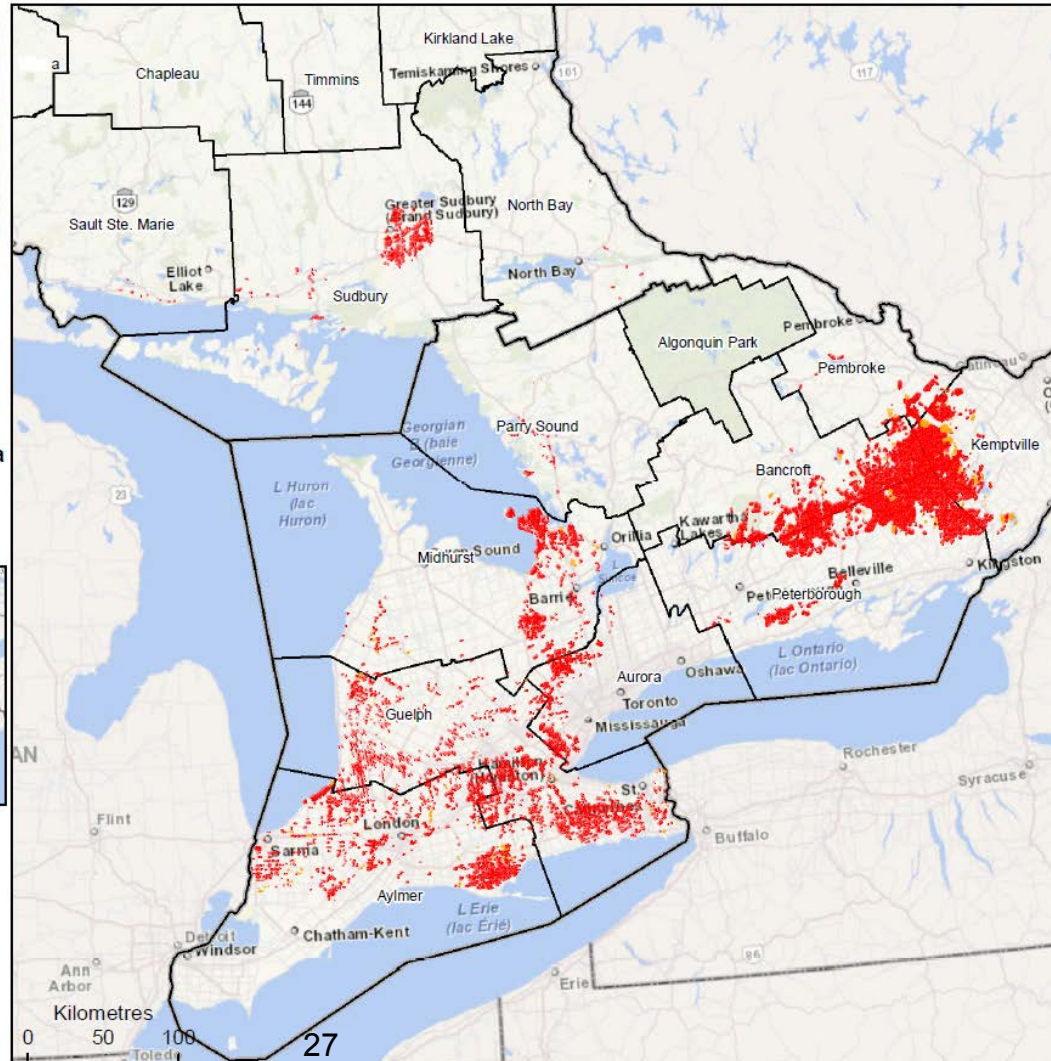 Kirkland Lake
Temiskaming Shores
101
117
a
Chapleau
Timmins
144
129
Sault Ste. Marie
Greater Sudbury
(Grand Sudbury)
North Bay
Elliot
Lake
North Bay
Sudbury
Algonquin Park
Pembroke
Pembroke
Gatineau
Georgian
B (baie
Georgienne)
Parry Sound
Kemptville
a
23
L Huron
(lac
Huron)
Bancroft
Kawartha
Lakes
Orillia
Sound
Midhurst
Barrie
Belleville
Kingston
Peterborough
L Ontario
(lac Ontario)
Aurora
Oshawa
Toronto
Guelph
Mississauga
AN
Hamilton
Rochester
Syracuse
St
Flint
London
Buffalo
Sarnia
Aylmer
L Erie
(lac Érié)
Chatham-Kent
Detroit
Windsor
86
Ann
Arbor
Erie
Kilometres
0 50 100
Toledo
27